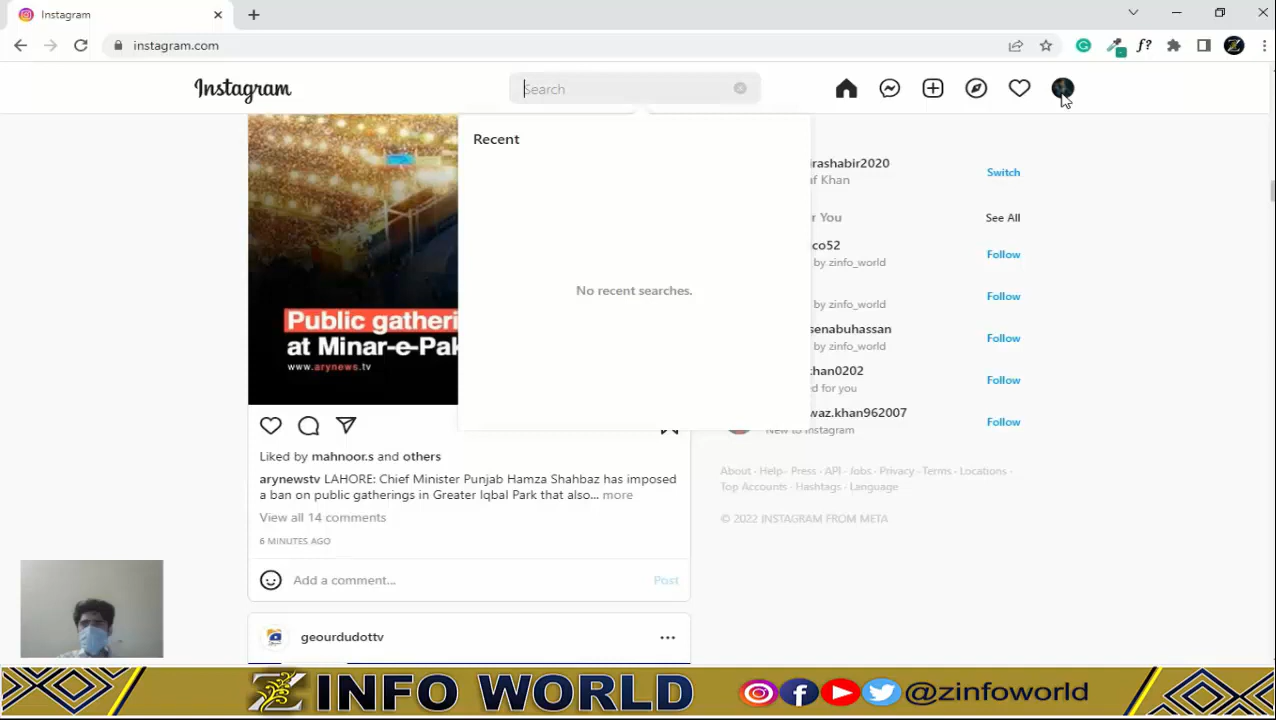 Instagram
instagram.com
f?
Instagram
Search
Recent
No recent searches.
rashabir2020
af Khan
Switch
r You
See All
co52
by zinfo_world
Follow
by zinfo_world
Follow
senabuhassan
by zinfo_world
Follow
khan0202
d for you
Follow
waz.khan962007
New to Instagram
Follow
Public gatheri
at Minar-e-Pak
www.arynews.tv
Liked by mahnoor.s and others
arynewstv LAHORE: Chief Minister Punjab Hamza Shahbaz has imposed
a ban on public gatherings in Greater Iqbal Park that also... more
View all 14 comments
6 MINUTES AGO
Add a comment...
Post
About · Help · Press · API · Jobs · Privacy · Terms · Locations ·
Top Accounts · Hashtags · Language
© 2022 INSTAGRAM FROM META
geourdudottv
Z INFO WORLD
@zinfoworld